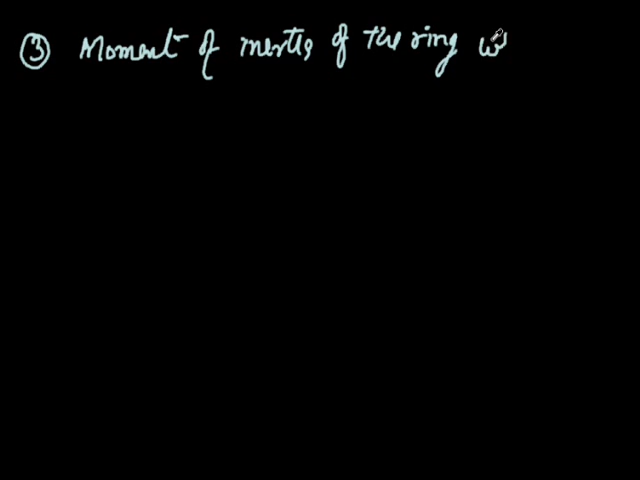 ③ Moment of inertia of the ring w